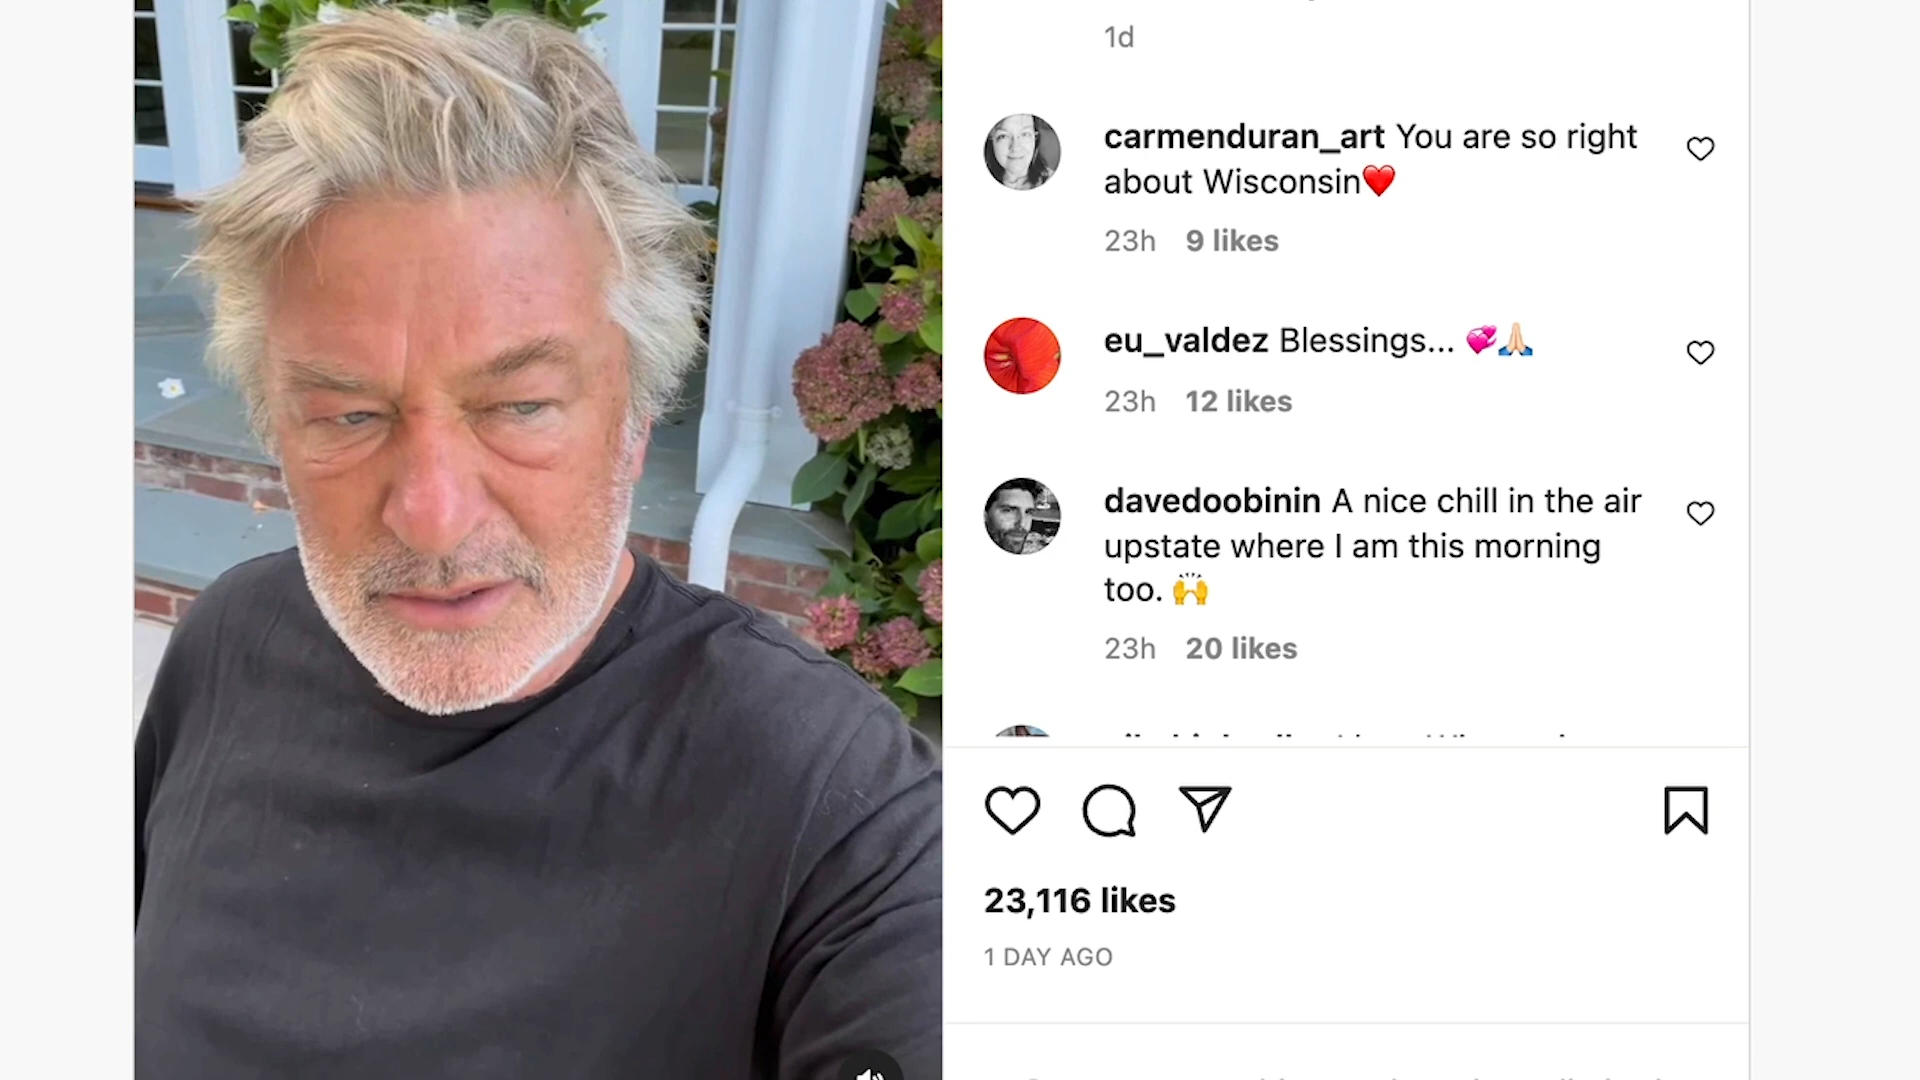 1d
carmenduran_art You are so right
about Wisconsin❤️
23h 9 likes
eu_valdez Blessings... 💞🙏🏻
23h 12 likes
davedoobinin A nice chill in the air
upstate where I am this morning
too. 🙌
23h 20 likes
23,116 likes
1 DAY AGO